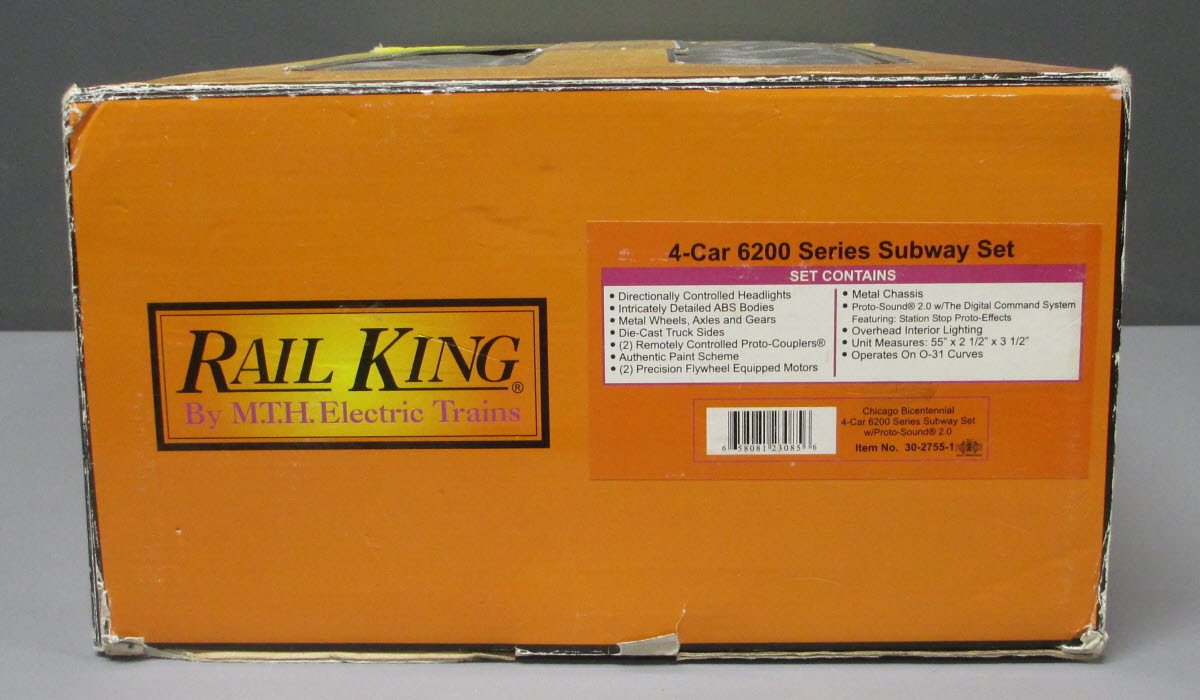 RAIL KING®
By M.T.H. Electric Trains
4-Car 6200 Series Subway Set
SET CONTAINS
• Directionally Controlled Headlights
• Intricately Detailed ABS Bodies
• Metal Wheels, Axles and Gears
• Die-Cast Truck Sides
• (2) Remotely Controlled Proto-Couplers®
• Authentic Paint Scheme
• (2) Precision Flywheel Equipped Motors
• Metal Chassis
• Proto-Sound® 2.0 w/The Digital Command System
Featuring: Station Stop Proto-Effects
• Overhead Interior Lighting
• Unit Measures: 55" x 2 1/2" x 3 1/2"
• Operates On O-31 Curves
6 58081 23085 6
Chicago Bicentennial
4-Car 6200 Series Subway Set
w/Proto-Sound® 2.0
Item No. 30-2755-1